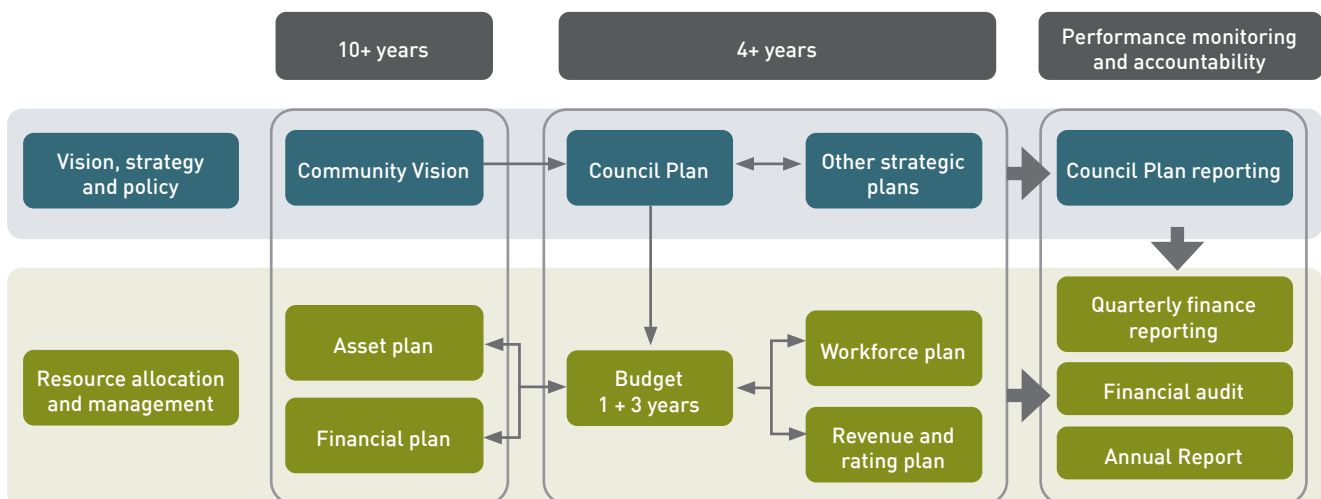 10+ years
4+ years
Performance monitoring
and accountability
Vision, strategy
and policy
Community Vision
Council Plan
Other strategic
plans
Council Plan reporting
Resource allocation
and management
Asset plan
Financial plan
Budget
1 + 3 years
Workforce plan
Revenue and
rating plan
Quarterly finance
reporting
Financial audit
Annual Report